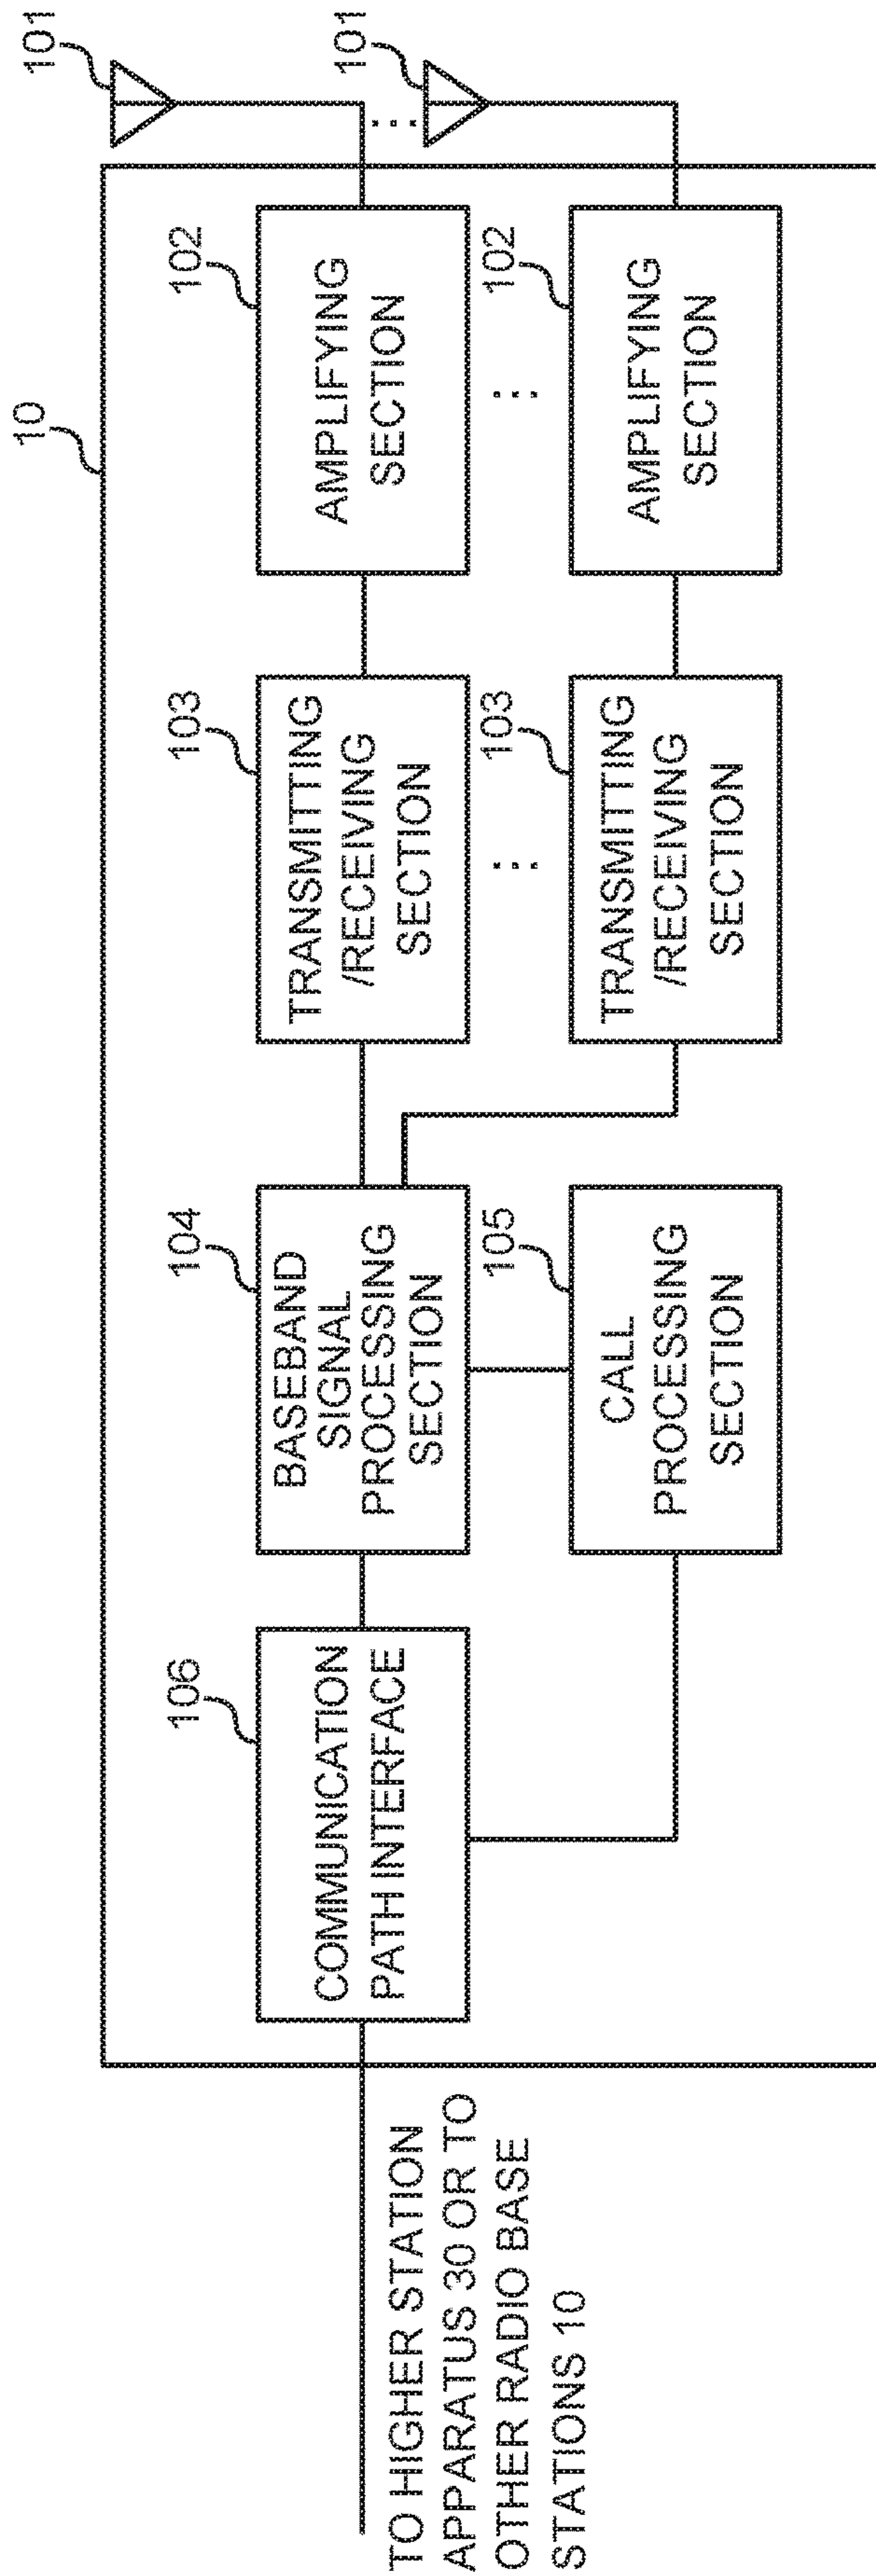 10
101
101
106
COMMUNICATION
PATH INTERFACE
104
BASEBAND
SIGNAL
PROCESSING
SECTION
103
TRANSMITTING
/RECEIVING
SECTION
102
AMPLIFYING
SECTION
105
CALL
PROCESSING
SECTION
103
TRANSMITTING
/RECEIVING
SECTION
102
AMPLIFYING
SECTION
TO HIGHER STATION
APPARATUS 30 OR TO
OTHER RADIO BASE
STATIONS 10